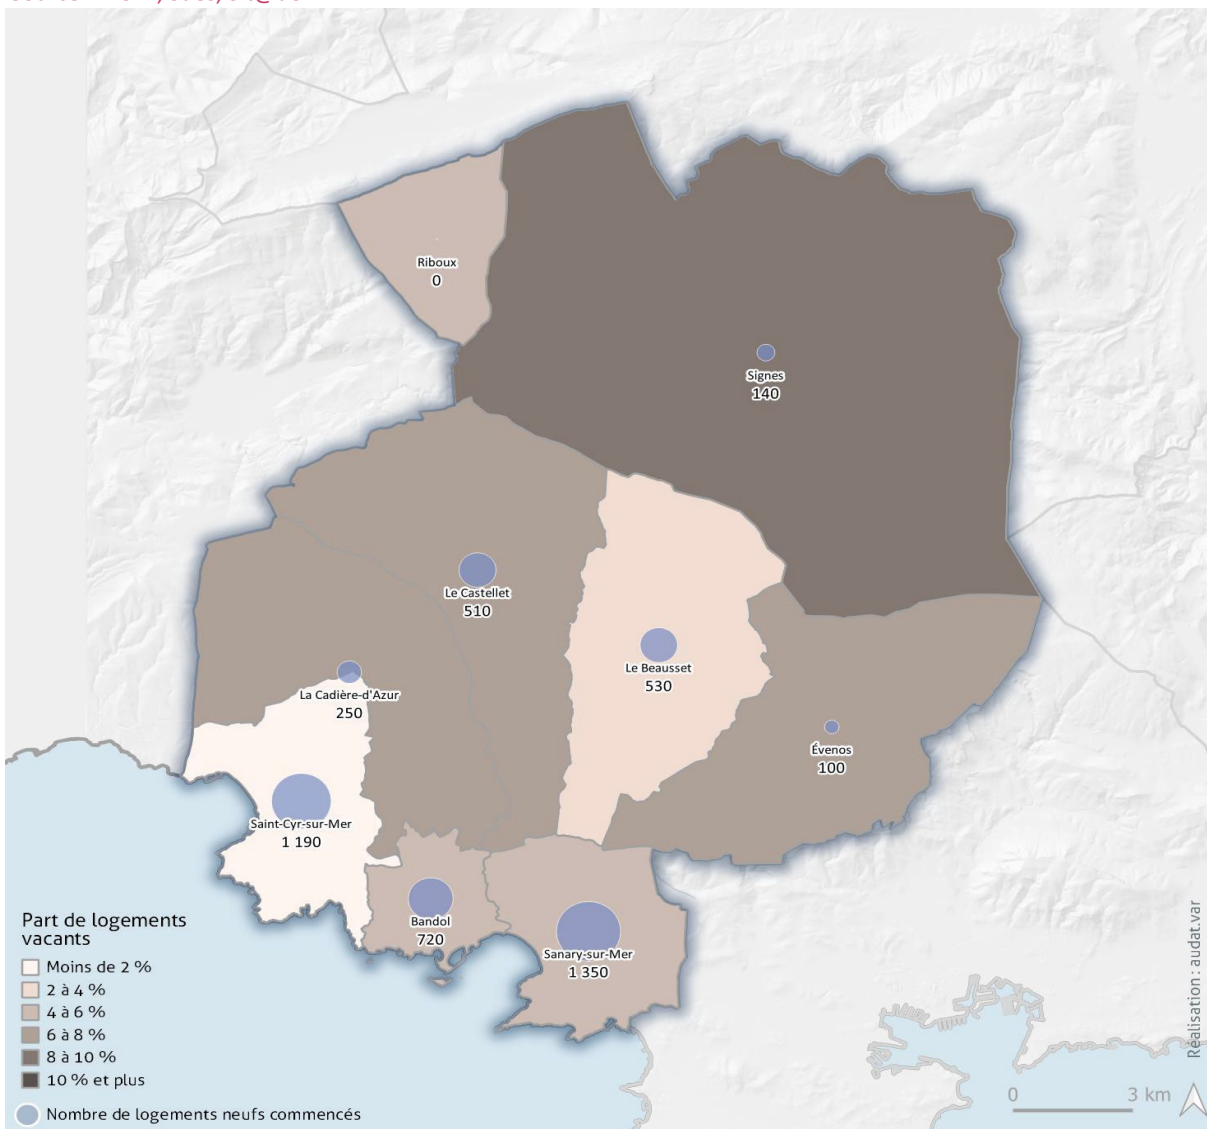 Riboux
0
Signes
140
Le Castellet
510
Le Beausset
530
La Cadière-d'Azur
250
Évenos
100
Saint-Cyr-sur-Mer
1 190
Bandol
720
Sanary-sur-Mer
1 350
Part de logements
vacants
Moins de 2 %
2 à 4 %
4 à 6 %
6 à 8 %
8 à 10 %
10 % et plus
Nombre de logements neufs commencés
0 3 km
Réalisation : audat.var